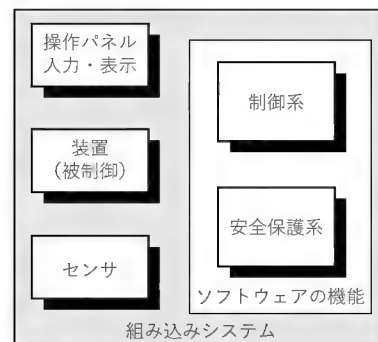 操作パネル
入力・表示
装置
(被制御)
センサ
制御系
安全保護系
ソフトウェアの機能
組み込みシステム